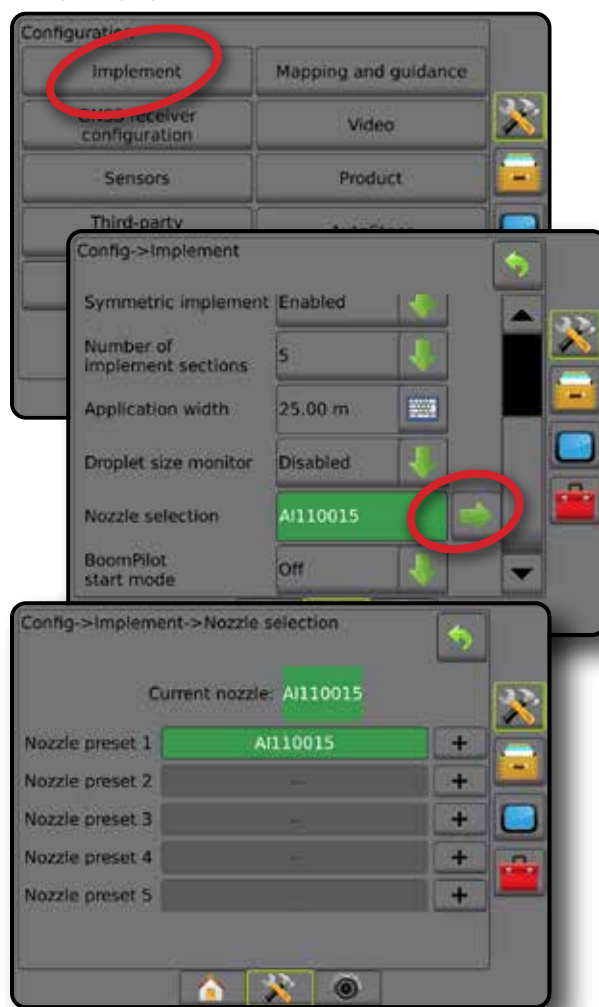 Configuration
Implement
Mapping and guidance
GNSS receiver
configuration
Video
Sensors
Product
Third-party
Config->Implement
Symmetric implement Enabled
Number of
implement sections
5
Application width 25.00 m
Droplet size monitor Disabled
Nozzle selection AI110015
BoomPilot
start mode
Off
Config->Implement->Nozzle selection
Current nozzle: AI110015
Nozzle preset 1 AI110015 +
Nozzle preset 2 -- +
Nozzle preset 3 -- +
Nozzle preset 4 -- +
Nozzle preset 5 -- +